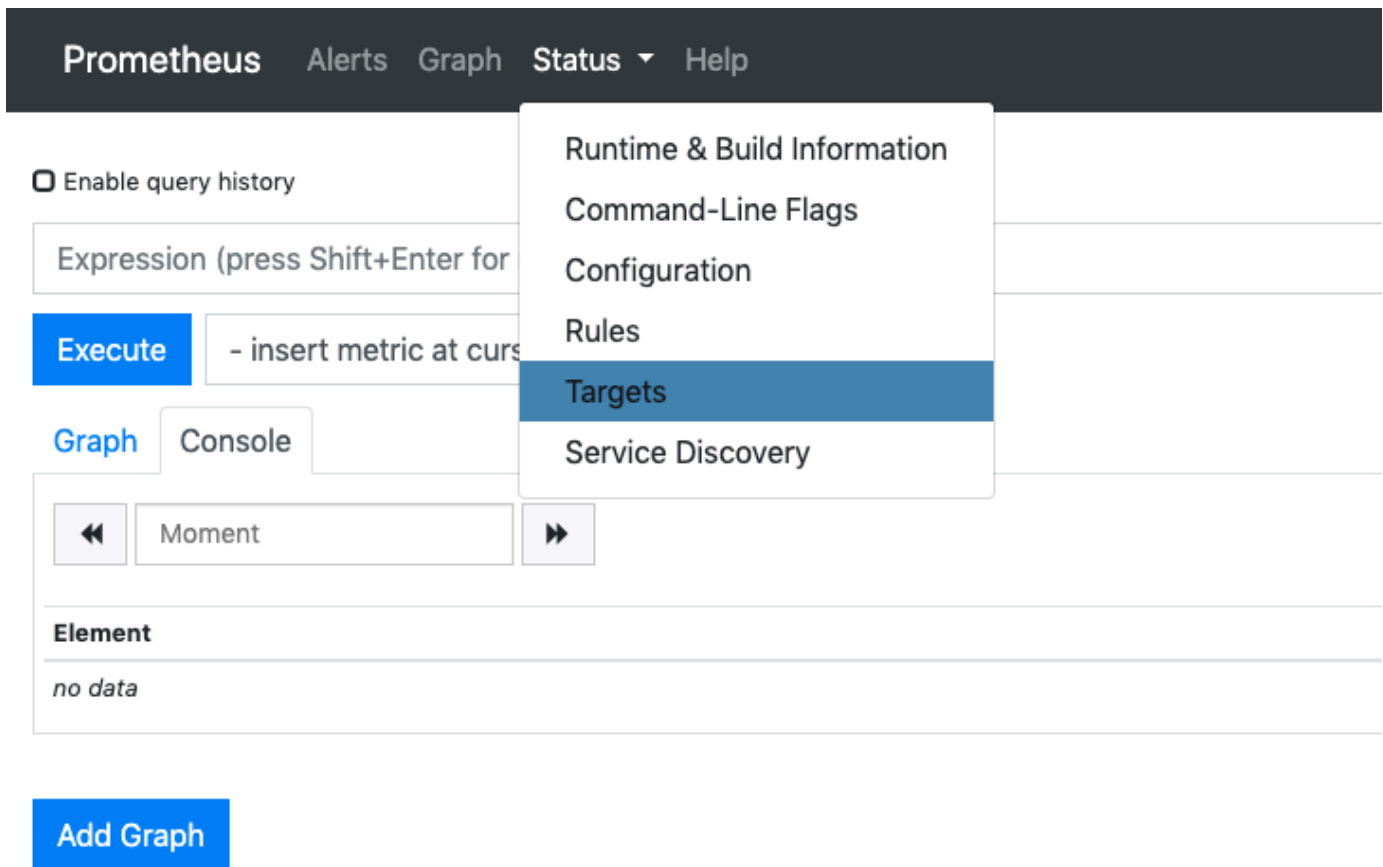 Prometheus Alerts Graph Status Help
Runtime & Build Information
Command-Line Flags
Configuration
Rules
Targets
Service Discovery
Enable query history
Expression (press Shift+Enter for
Execute
- insert metric at curs
Graph Console
Moment
Element
no data
Add Graph